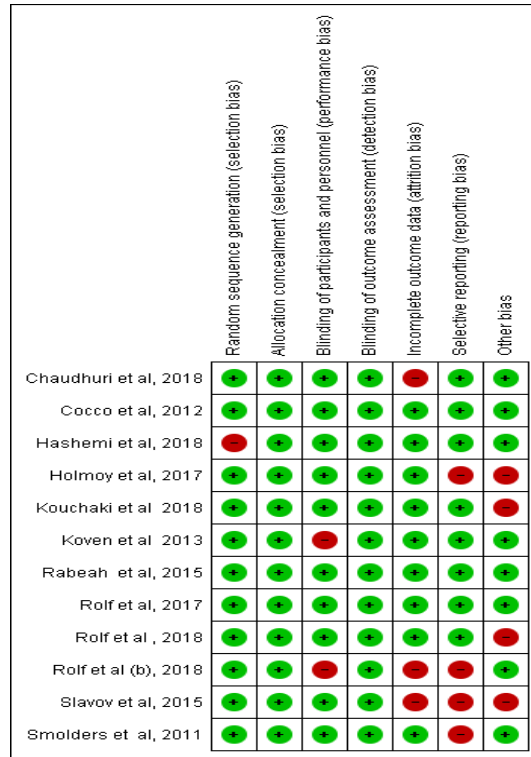 Random sequence generation (selection bias)
Allocation concealment (selection bias)
Blinding of participants and personnel (performance bias)
Blinding of outcome assessment (detection bias)
Incomplete outcome data (attrition bias)
Selective reporting (reporting bias)
Other bias
Chaudhuri et al, 2018 + + + + - + +
Cocco et al, 2012 + + + + + + +
Hashemi et al, 2018 - + + + + + +
Holmoy et al, 2017 + + + + + - -
Kouchaki et al 2018 + + + + + + -
Koven et al 2013 + + - + + + +
Rabeah et al, 2015 + + + + + + +
Rolf et al, 2017 + + + + + + +
Rolf et al , 2018 + + + + + + -
Rolf et al (b), 2018 + + - + - - +
Slavov et al, 2015 + + + + - - -
Smolders et al, 2011 + + + + + - +